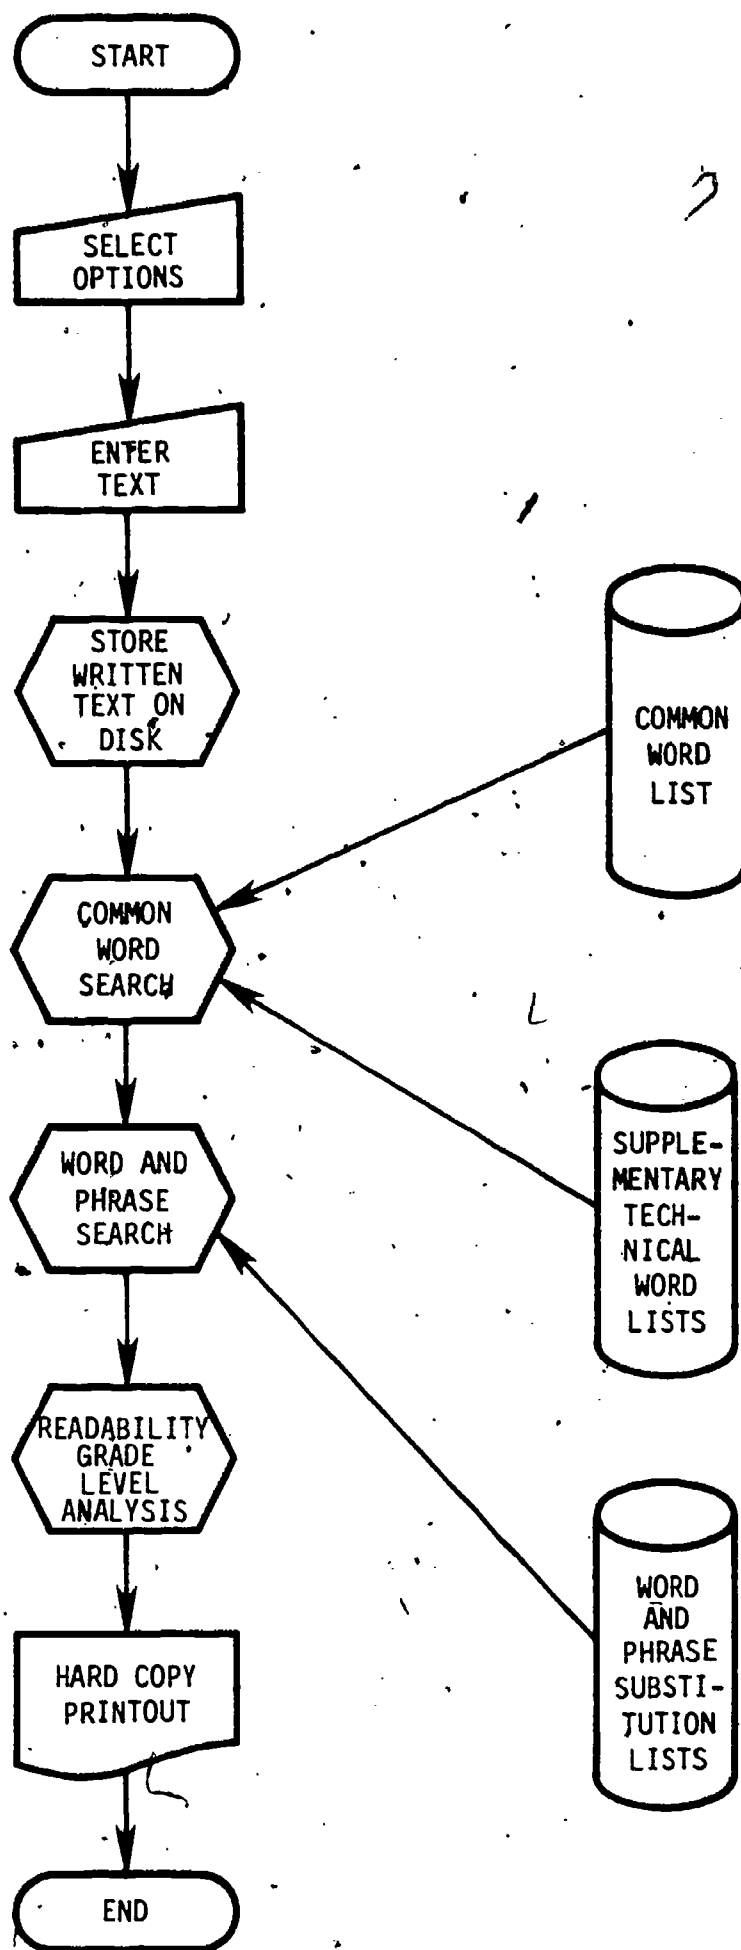 START
SELECT
OPTIONS
ENTER
TEXT
STORE
WRITTEN
TEXT ON
DISK
COMMON
WORD
LIST
COMMON
WORD
SEARCH
SUPPLE-
MENTARY
TECH-
NICAL
WORD
LISTS
WORD AND
PHRASE
SEARCH
READABILITY
GRADE
LEVEL
ANALYSIS
WORD
AND
PHRASE
SUBSTI-
TUTION
LISTS
HARD COPY
PRINTOUT
END